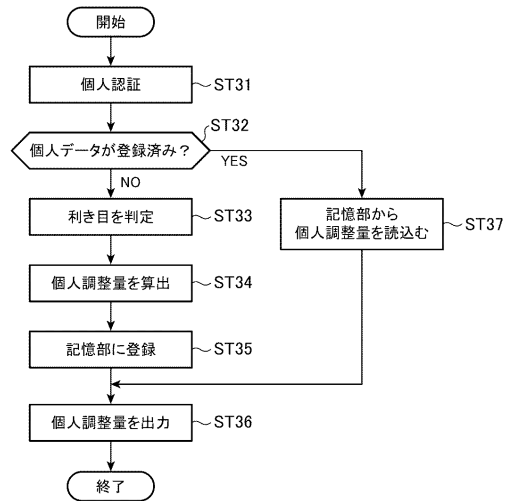 開始
個人認証
ST31
ST32
個人データが登録済み？
YES
NO
利き目を判定
ST33
記憶部から
個人調整量を読込む
ST37
個人調整量を算出
ST34
記憶部に登録
ST35
個人調整量を出力
ST36
終了